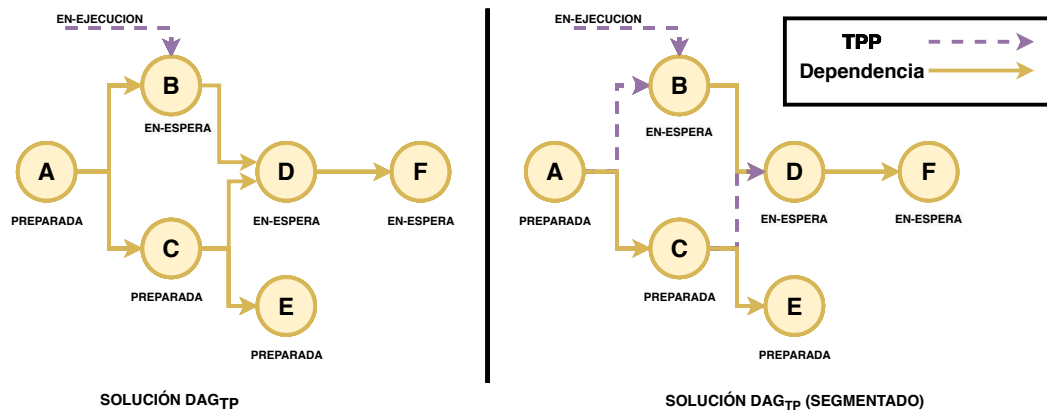 EN-EJECUCION
B
EN-ESPERA
A
PREPARADA
D
EN-ESPERA
F
EN-ESPERA
C
PREPARADA
E
PREPARADA
SOLUCIÓN DAGTP
EN-EJECUCION
TPP
Dependencia
B
EN-ESPERA
A
PREPARADA
D
EN-ESPERA
F
EN-ESPERA
C
PREPARADA
E
PREPARADA
SOLUCIÓN DAGTP (SEGMENTADO)